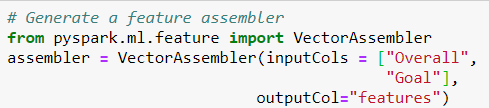 # Generate a feature assembler
from pyspark.ml.feature import VectorAssembler
assembler = VectorAssembler(inputCols = ["Overall",
"Goal"],
outputCol="features")